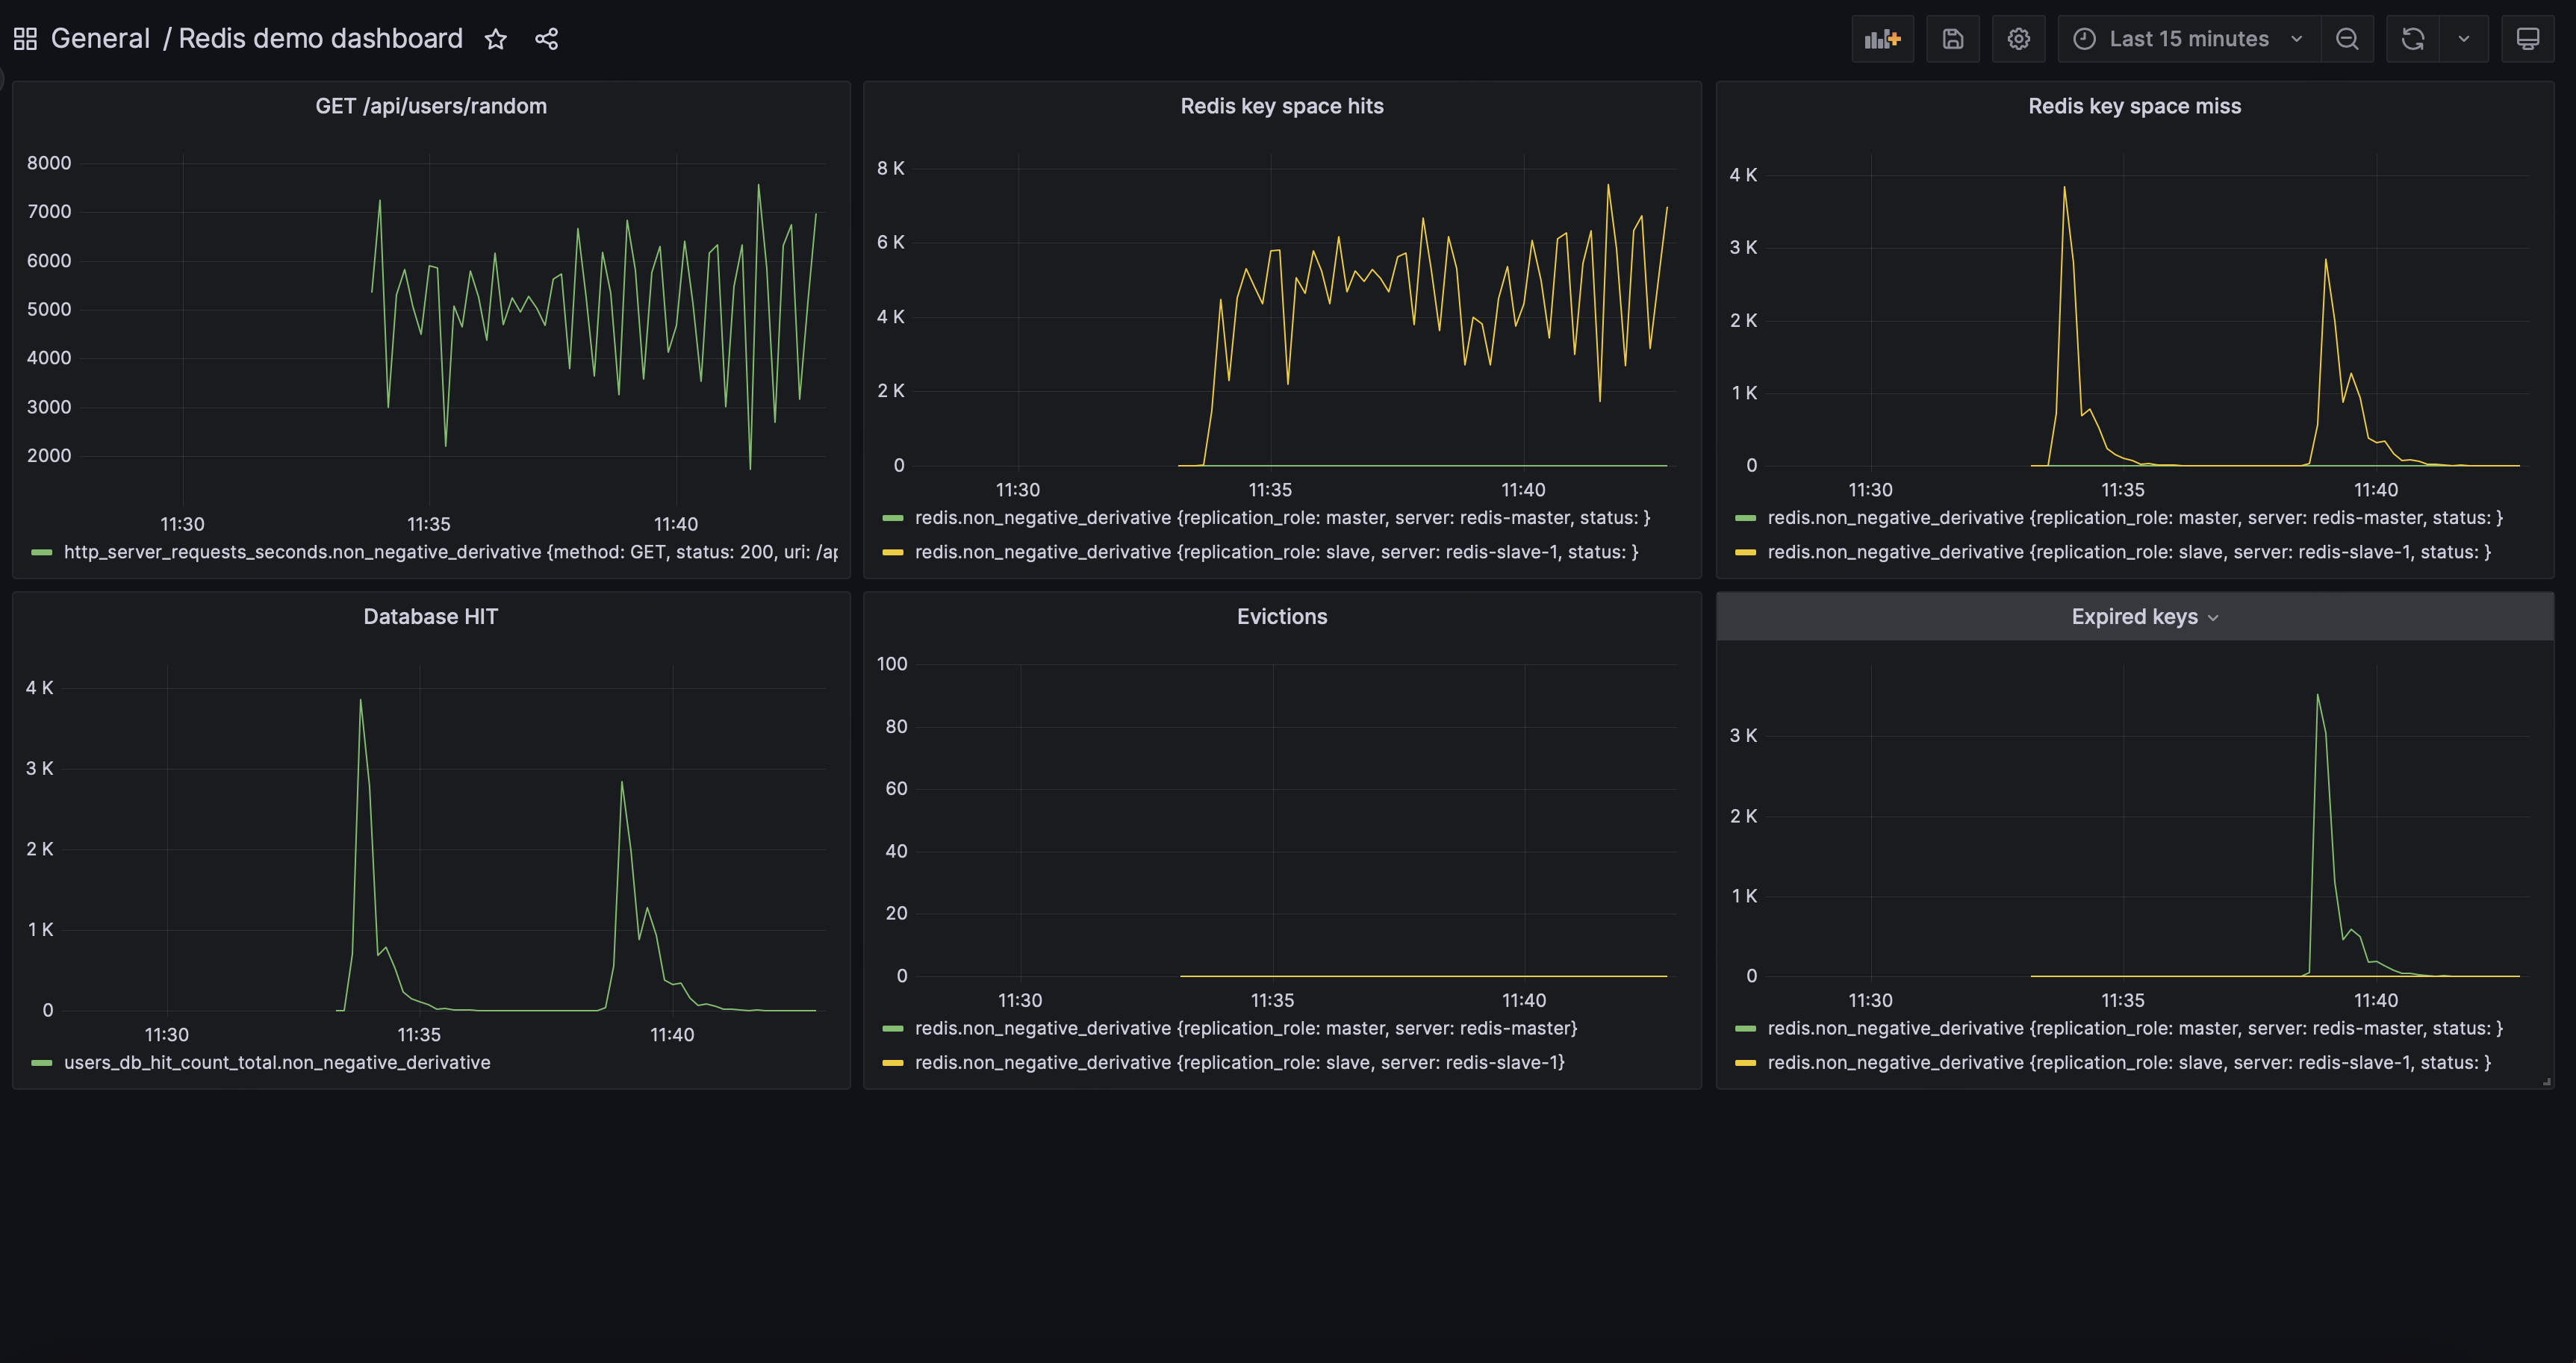 General / Redis demo dashboard
Last 15 minutes
GET /api/users/random
8000
7000
6000
5000
4000
3000
2000
11:30 11:35 11:40
http_server_requests_seconds.non_negative_derivative {method: GET, status: 200, uri: /ap
Redis key space hits
8 K
6 K
4 K
2 K
0
11:30 11:35 11:40
redis.non_negative_derivative {replication_role: master, server: redis-master, status: }
redis.non_negative_derivative {replication_role: slave, server: redis-slave-1, status: }
Redis key space miss
4 K
3 K
2 K
1 K
0
11:30 11:35 11:40
redis.non_negative_derivative {replication_role: master, server: redis-master, status: }
redis.non_negative_derivative {replication_role: slave, server: redis-slave-1, status: }
Database HIT
4 K
3 K
2 K
1 K
0
11:30 11:35 11:40
users_db_hit_count_total.non_negative_derivative
Evictions
100
80
60
40
20
0
11:30 11:35 11:40
redis.non_negative_derivative {replication_role: master, server: redis-master}
redis.non_negative_derivative {replication_role: slave, server: redis-slave-1}
Expired keys
3 K
2 K
1 K
0
11:30 11:35 11:40
redis.non_negative_derivative {replication_role: master, server: redis-master, status: }
redis.non_negative_derivative {replication_role: slave, server: redis-slave-1, status: }